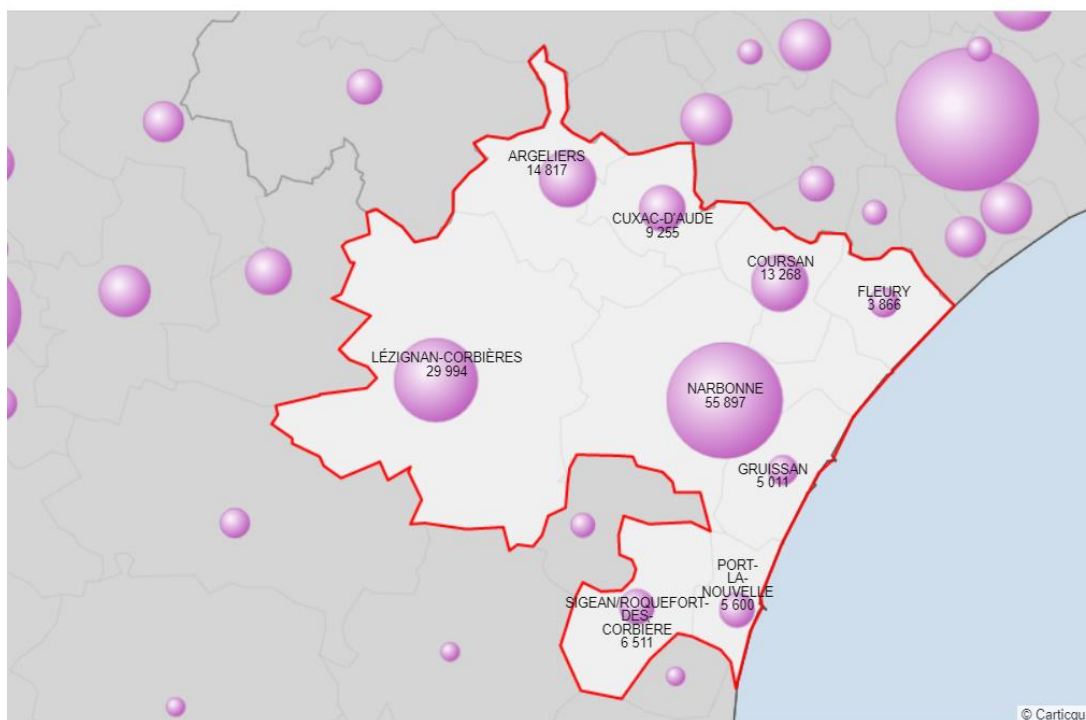 ARGELIERS
14 817
CUXAC-D'AUDE
9 255
COURSAN
13 268
FLEURY
3 866
LÉZIGNAN-CORBIÈRES
29 994
NARBONNE
55 897
GRUISSAN
5 011
PORT-
LA-
NOUVELLE
5 600
SIGEAN/ROQUEFORT-
DES-
CORBIÈRE
6 511
© Carticqu